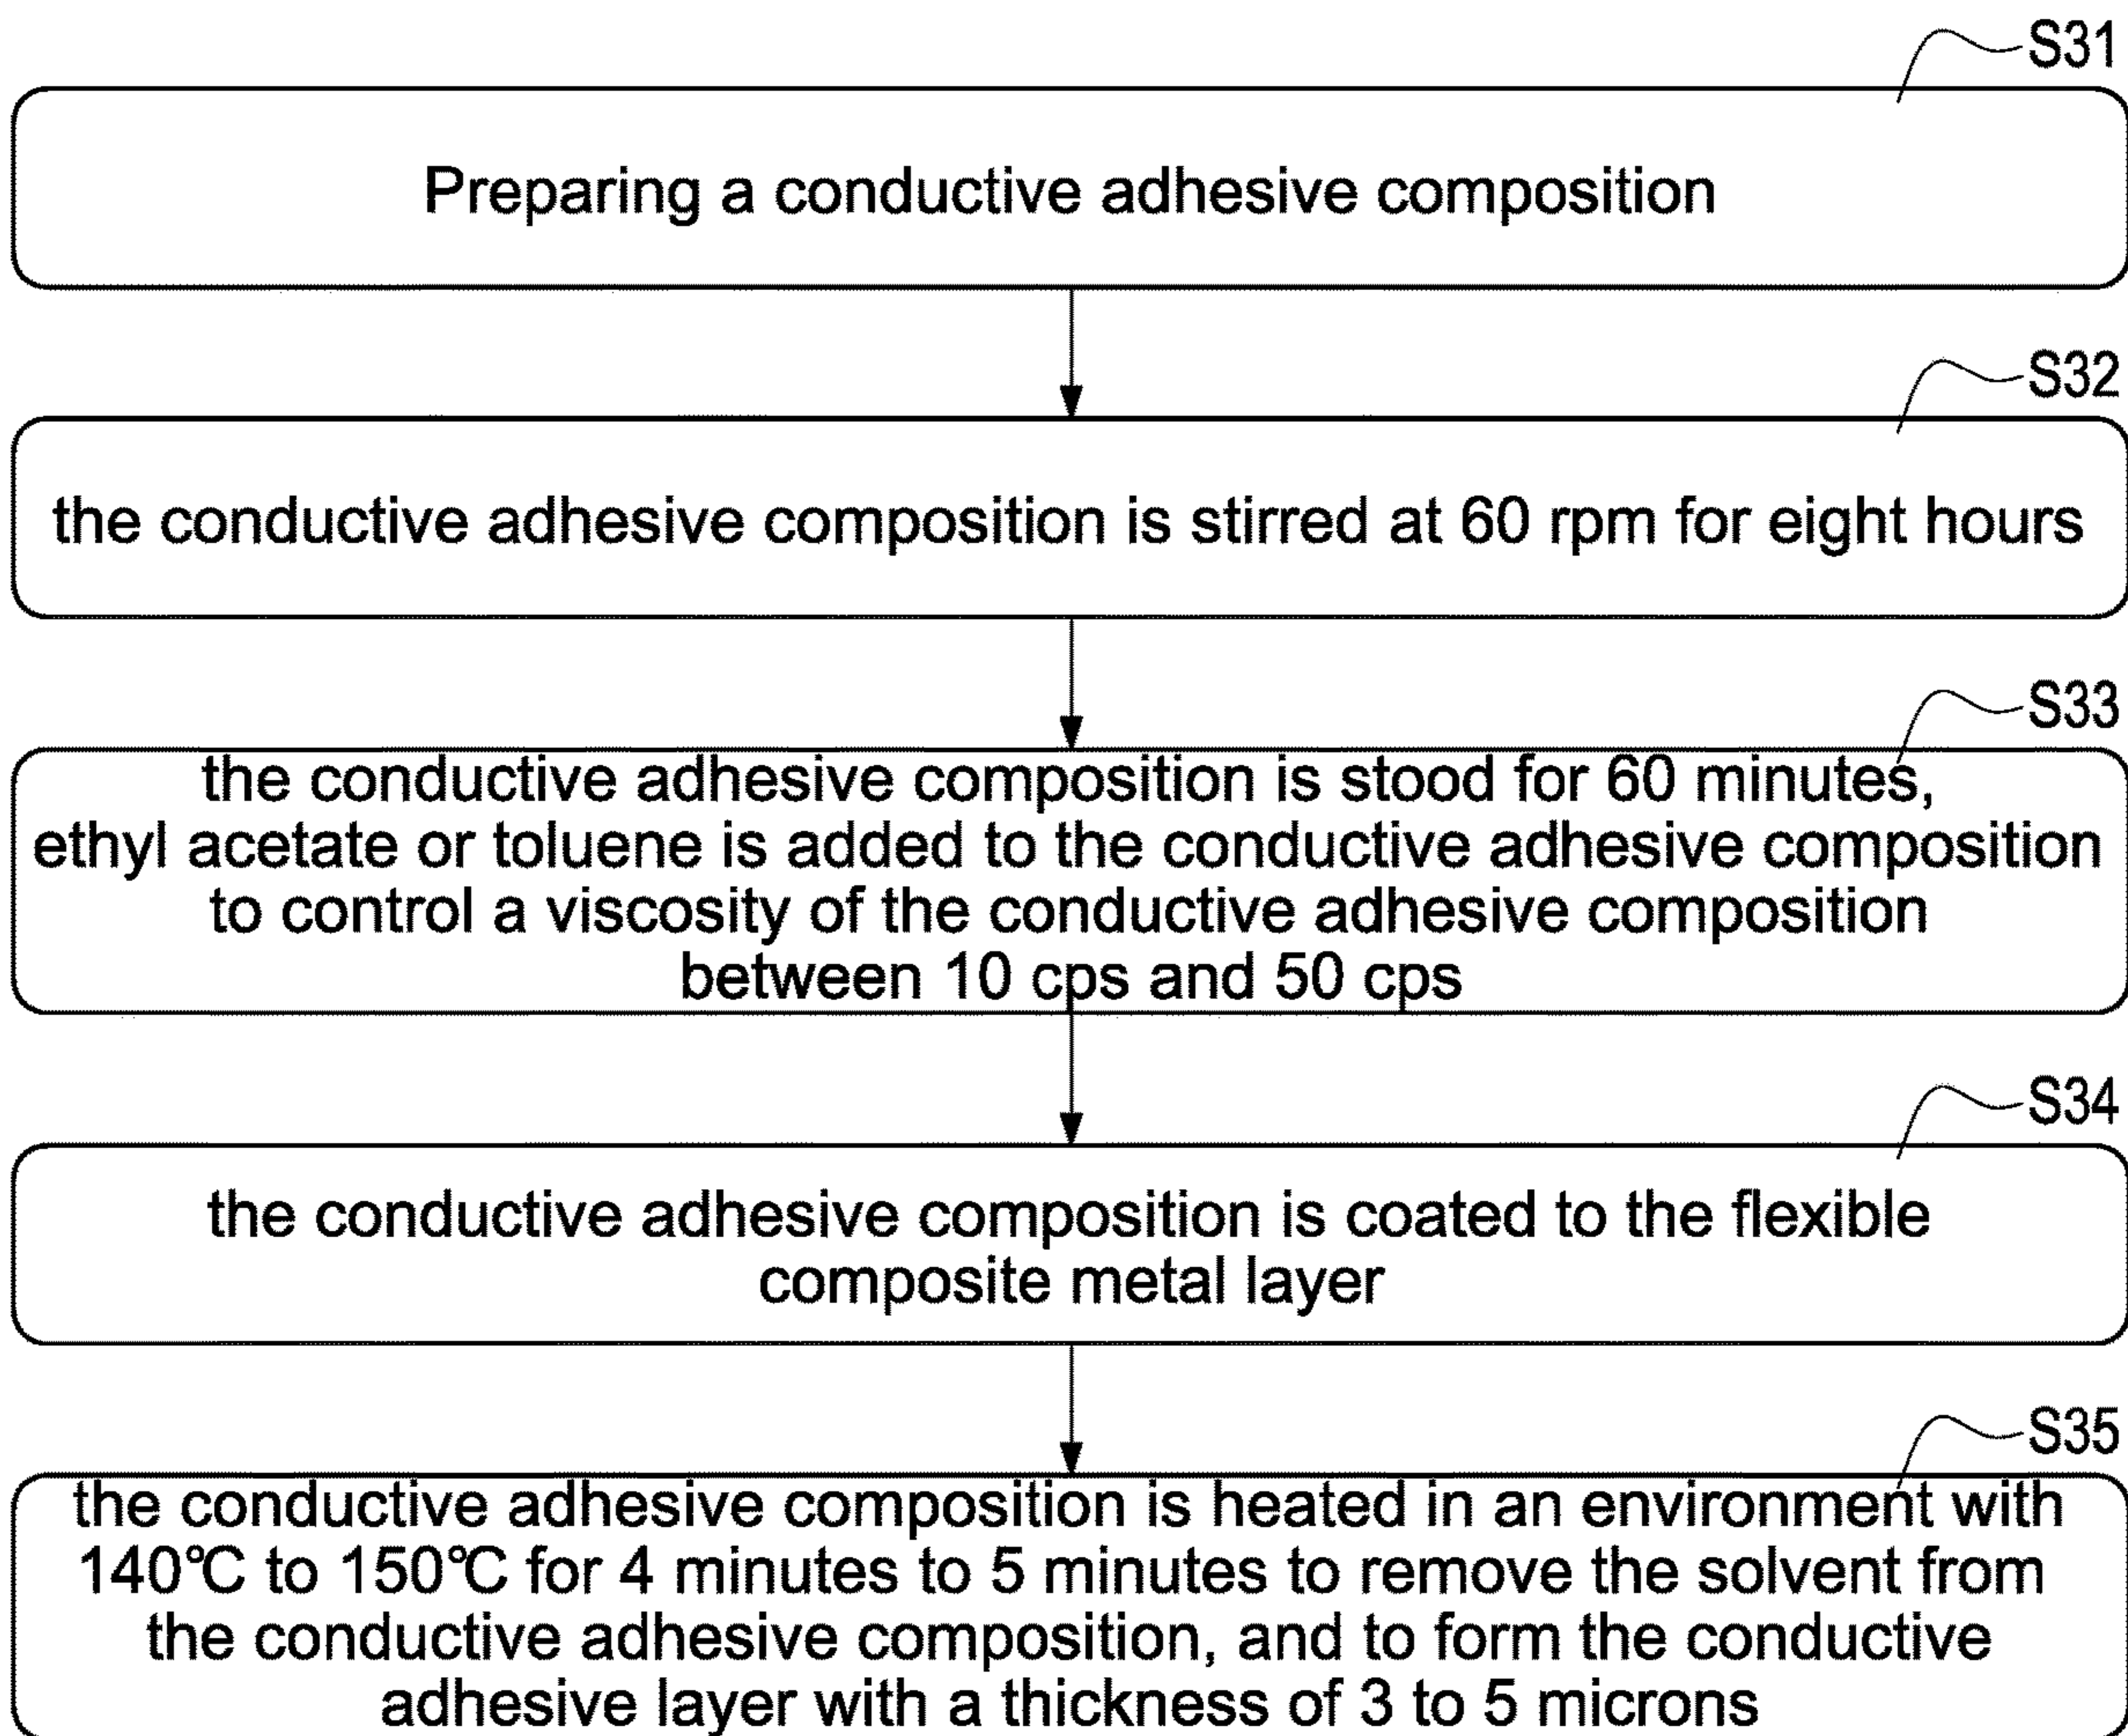 S31
Preparing a conductive adhesive composition
S32
the conductive adhesive composition is stirred at 60 rpm for eight hours
S33
the conductive adhesive composition is stood for 60 minutes,
ethyl acetate or toluene is added to the conductive adhesive composition
to control a viscosity of the conductive adhesive composition
between 10 cps and 50 cps
S34
the conductive adhesive composition is coated to the flexible
composite metal layer
S35
the conductive adhesive composition is heated in an environment with
140℃ to 150℃ for 4 minutes to 5 minutes to remove the solvent from
the conductive adhesive composition, and to form the conductive
adhesive layer with a thickness of 3 to 5 microns